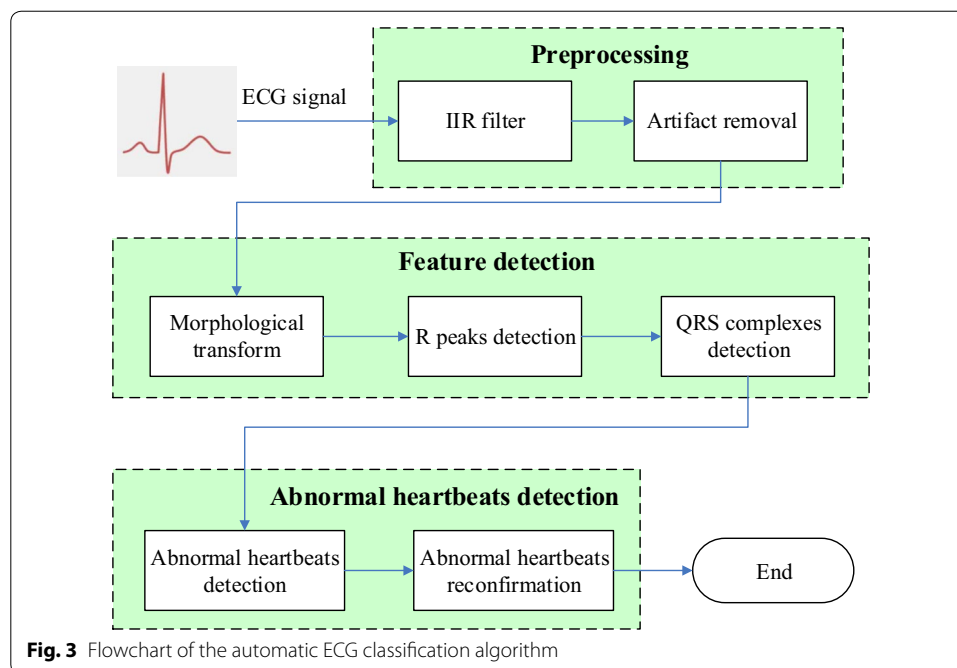 Preprocessing
ECG signal
IIR filter
Artifact removal
Feature detection
Morphological
transform
R peaks detection
QRS complexes
detection
Abnormal heartbeats detection
Abnormal heartbeats
detection
Abnormal heartbeats
reconfirmation
End
Fig. 3 Flowchart of the automatic ECG classification algorithm